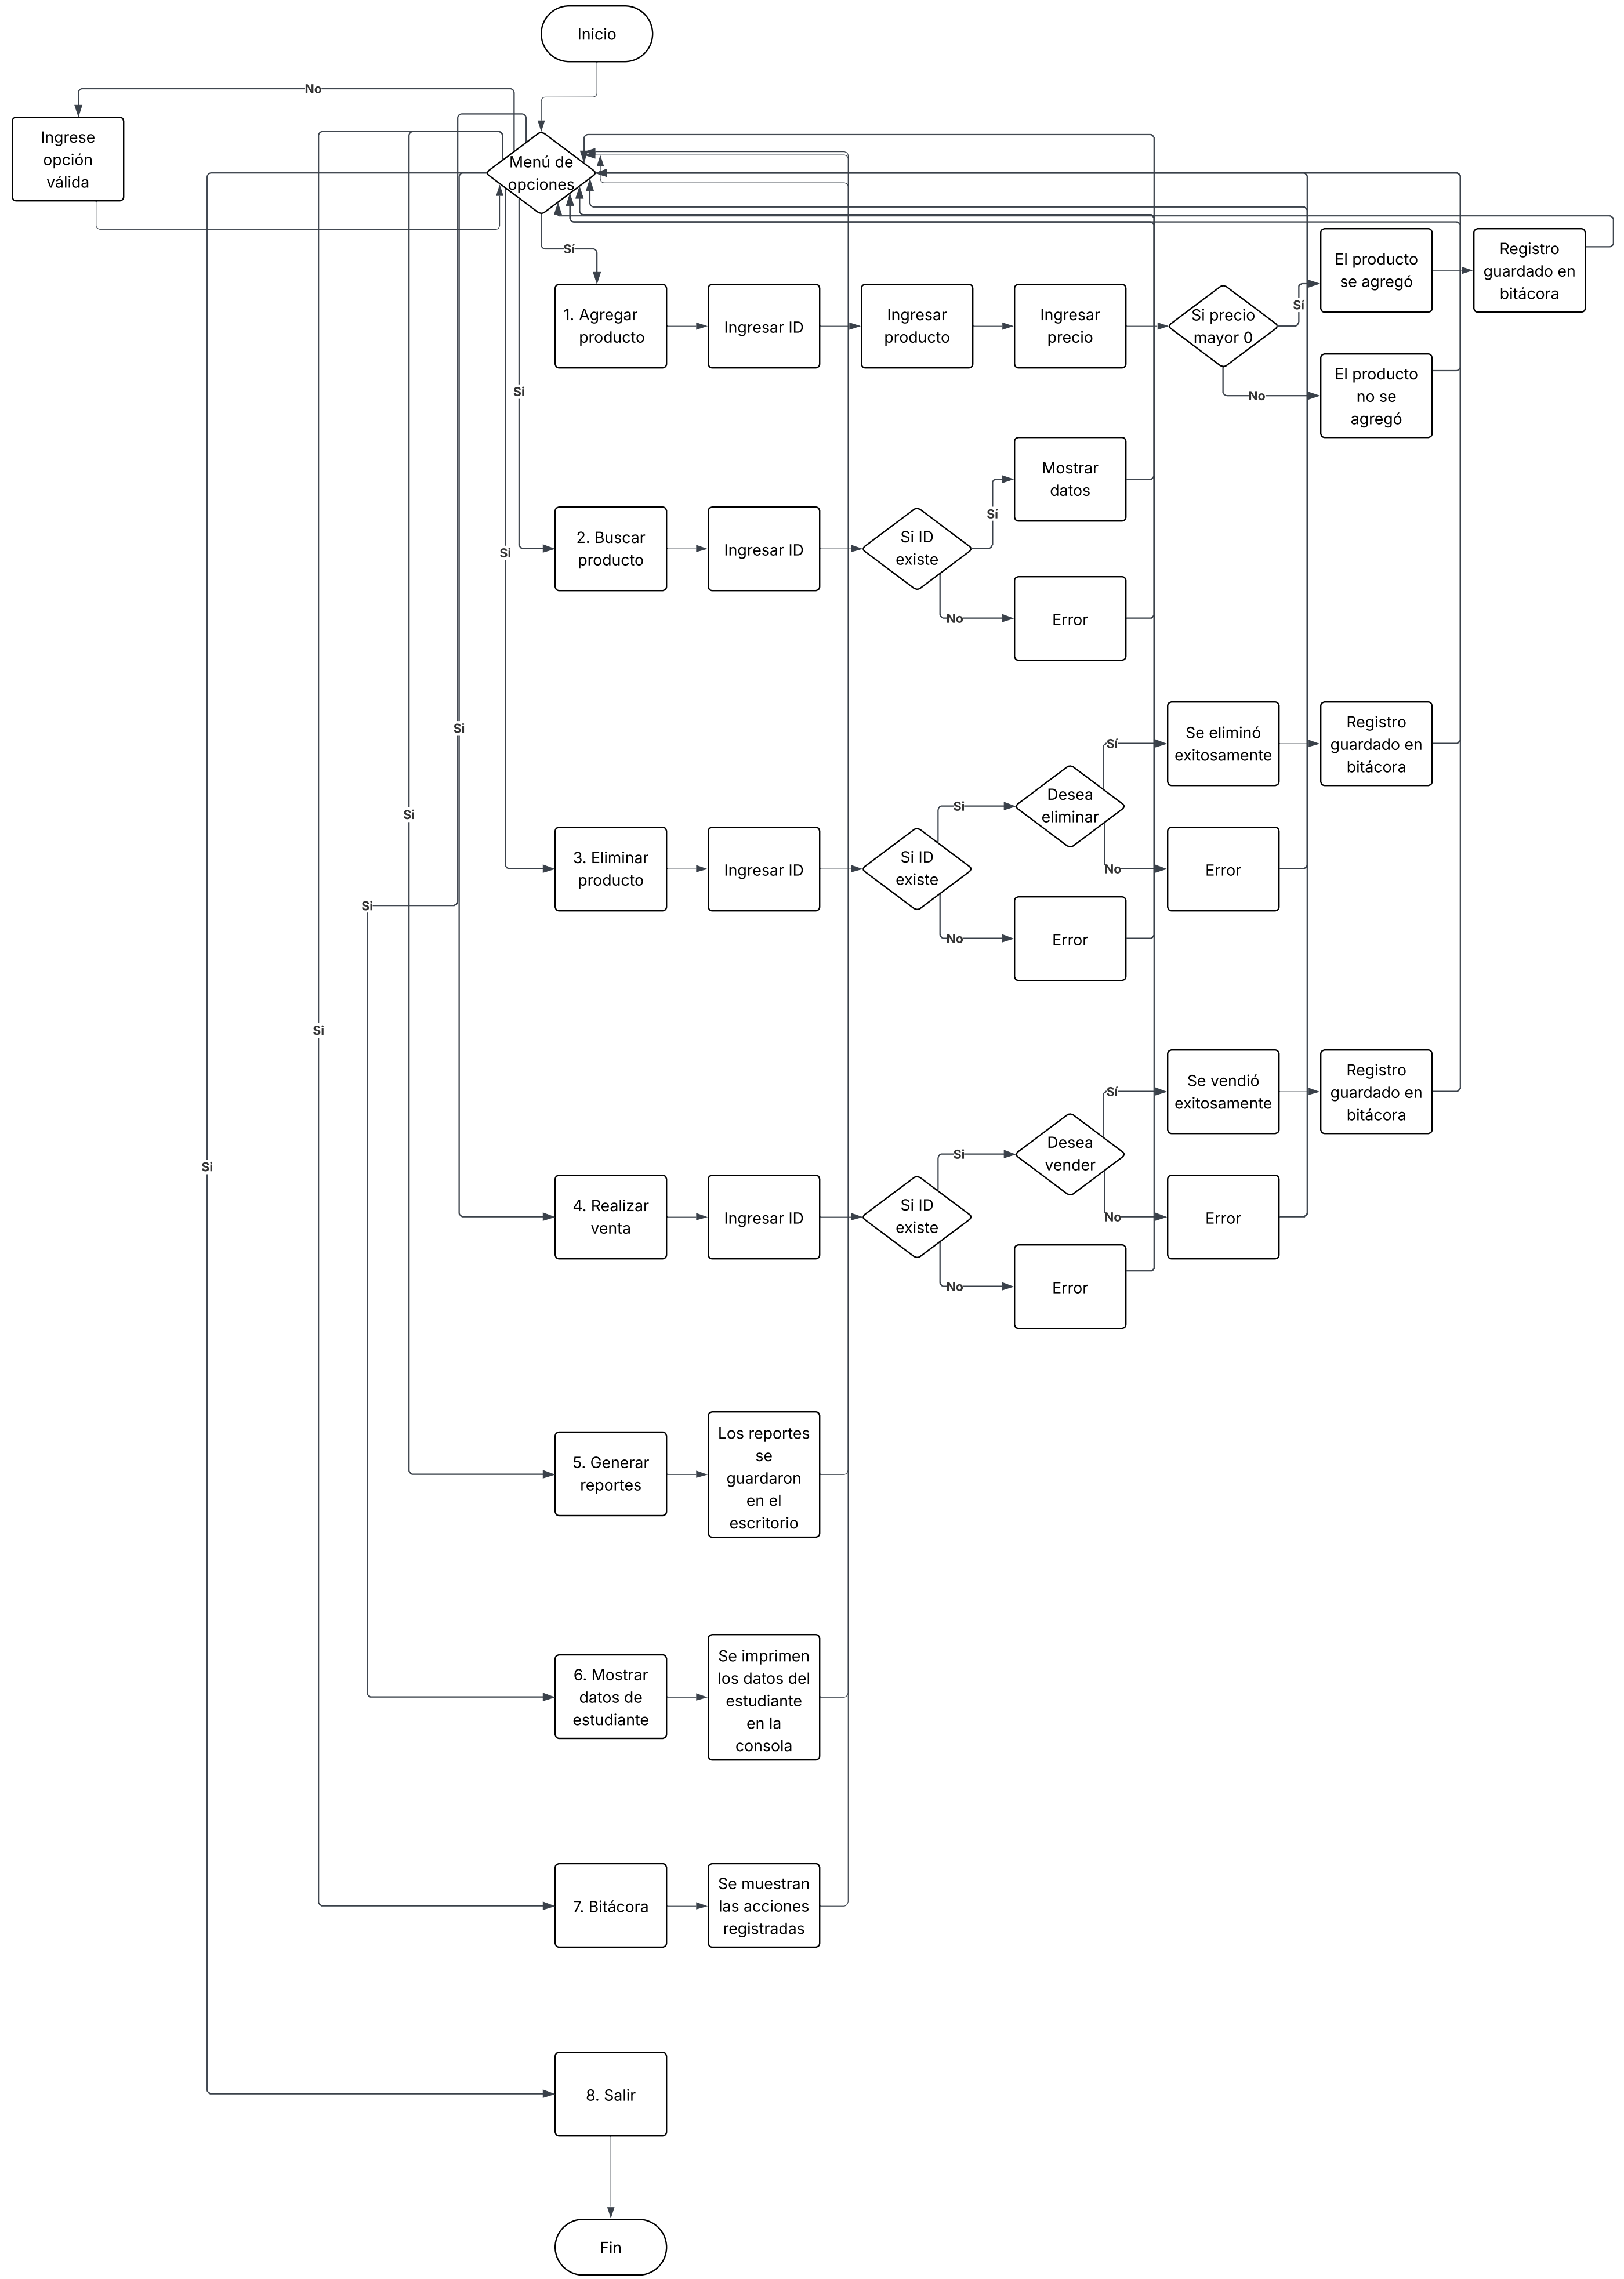 Inicio
No
Ingrese
opción
válida
Menú de
opciones
Sí
1. Agregar
producto
Ingresar ID
Ingresar
producto
Ingresar
precio
Si precio
mayor 0
Sí
El producto
se agregó
Registro
guardado en
bitácora
No
El producto
no se
agregó
Si
2. Buscar
producto
Ingresar ID
Si ID
existe
Sí
Mostrar
datos
No
Error
Si
3. Eliminar
producto
Ingresar ID
Si ID
existe
Si
Desea
eliminar
Sí
Se eliminó
exitosamente
Registro
guardado en
bitácora
No
Error
No
Error
Si
4. Realizar
venta
Ingresar ID
Si ID
existe
Si
Desea
vender
Sí
Se vendió
exitosamente
Registro
guardado en
bitácora
No
Error
No
Error
Si
5. Generar
reportes
Los reportes
se
guardaron
en el
escritorio
Si
6. Mostrar
datos de
estudiante
Se imprimen
los datos del
estudiante
en la
consola
Si
7. Bitácora
Se muestran
las acciones
registradas
Si
8. Salir
Fin